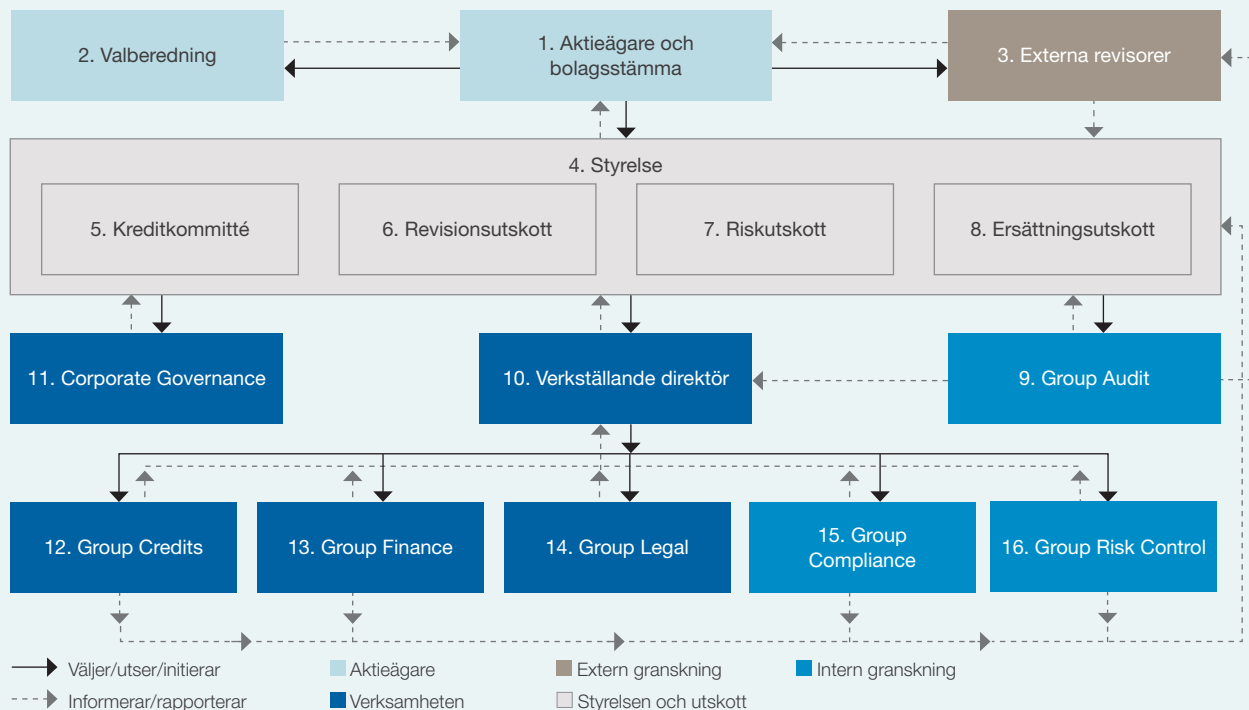 2. Valberedning
1. Aktieägare och
bolagsstämma
3. Externa revisorer
4. Styrelse
5. Kreditkommitté
6. Revisionsutskott
7. Riskutskott
8. Ersättningsutskott
11. Corporate Governance
10. Verkställande direktör
9. Group Audit
12. Group Credits
13. Group Finance
14. Group Legal
15. Group
Compliance
16. Group Risk Control
Väljer/utser/initierar
Aktieägare
Extern granskning
Intern granskning
Informerar/rapporterar
Verksamheten
Styrelsen och utskott